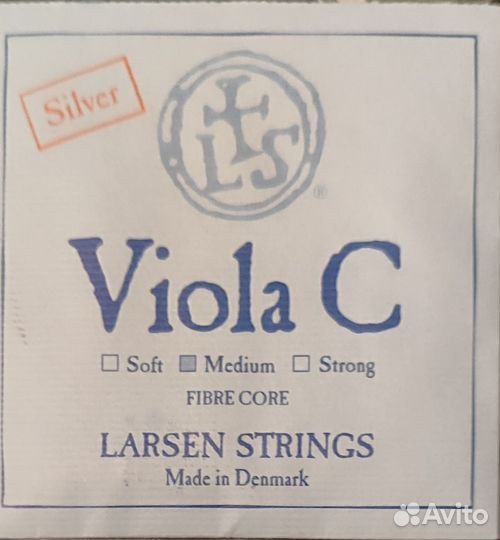 Silver
LS
®
Viola C
☐ Soft ■ Medium ☐ Strong
FIBRE CORE
LARSEN STRINGS
Made in Denmark
Avito